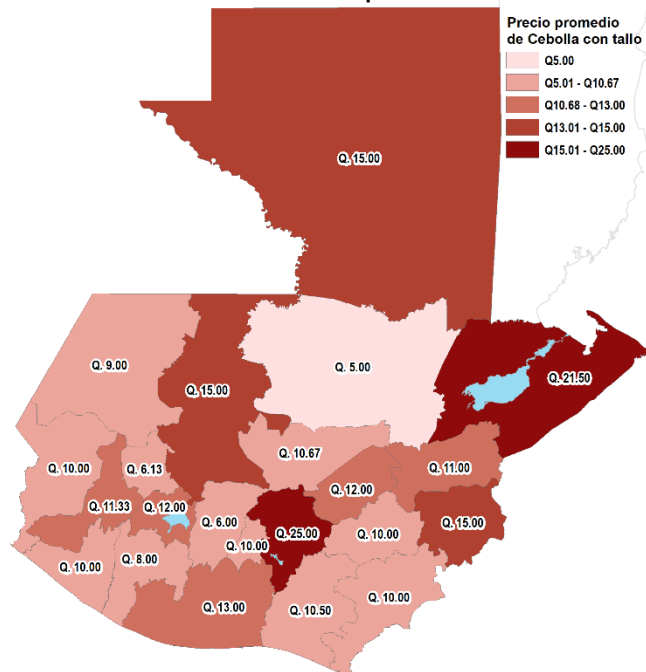 Precio promedio
de Cebolla con tallo
Q5.00
Q5.01 - Q10.67
Q10.68 - Q13.00
Q13.01 - Q15.00
Q15.01 - Q25.00
Q. 15.00
Q. 9.00
Q. 15.00
Q. 5.00
Q. 21.50
Q. 10.00
Q. 6.13
Q. 10.67
Q. 11.00
Q. 11.33
Q. 12.00
Q. 6.00
Q. 12.00
Q. 15.00
Q. 10.00
Q. 25.00
Q. 10.00
Q. 10.00
Q. 8.00
Q. 13.00
Q. 10.50
Q. 10.00